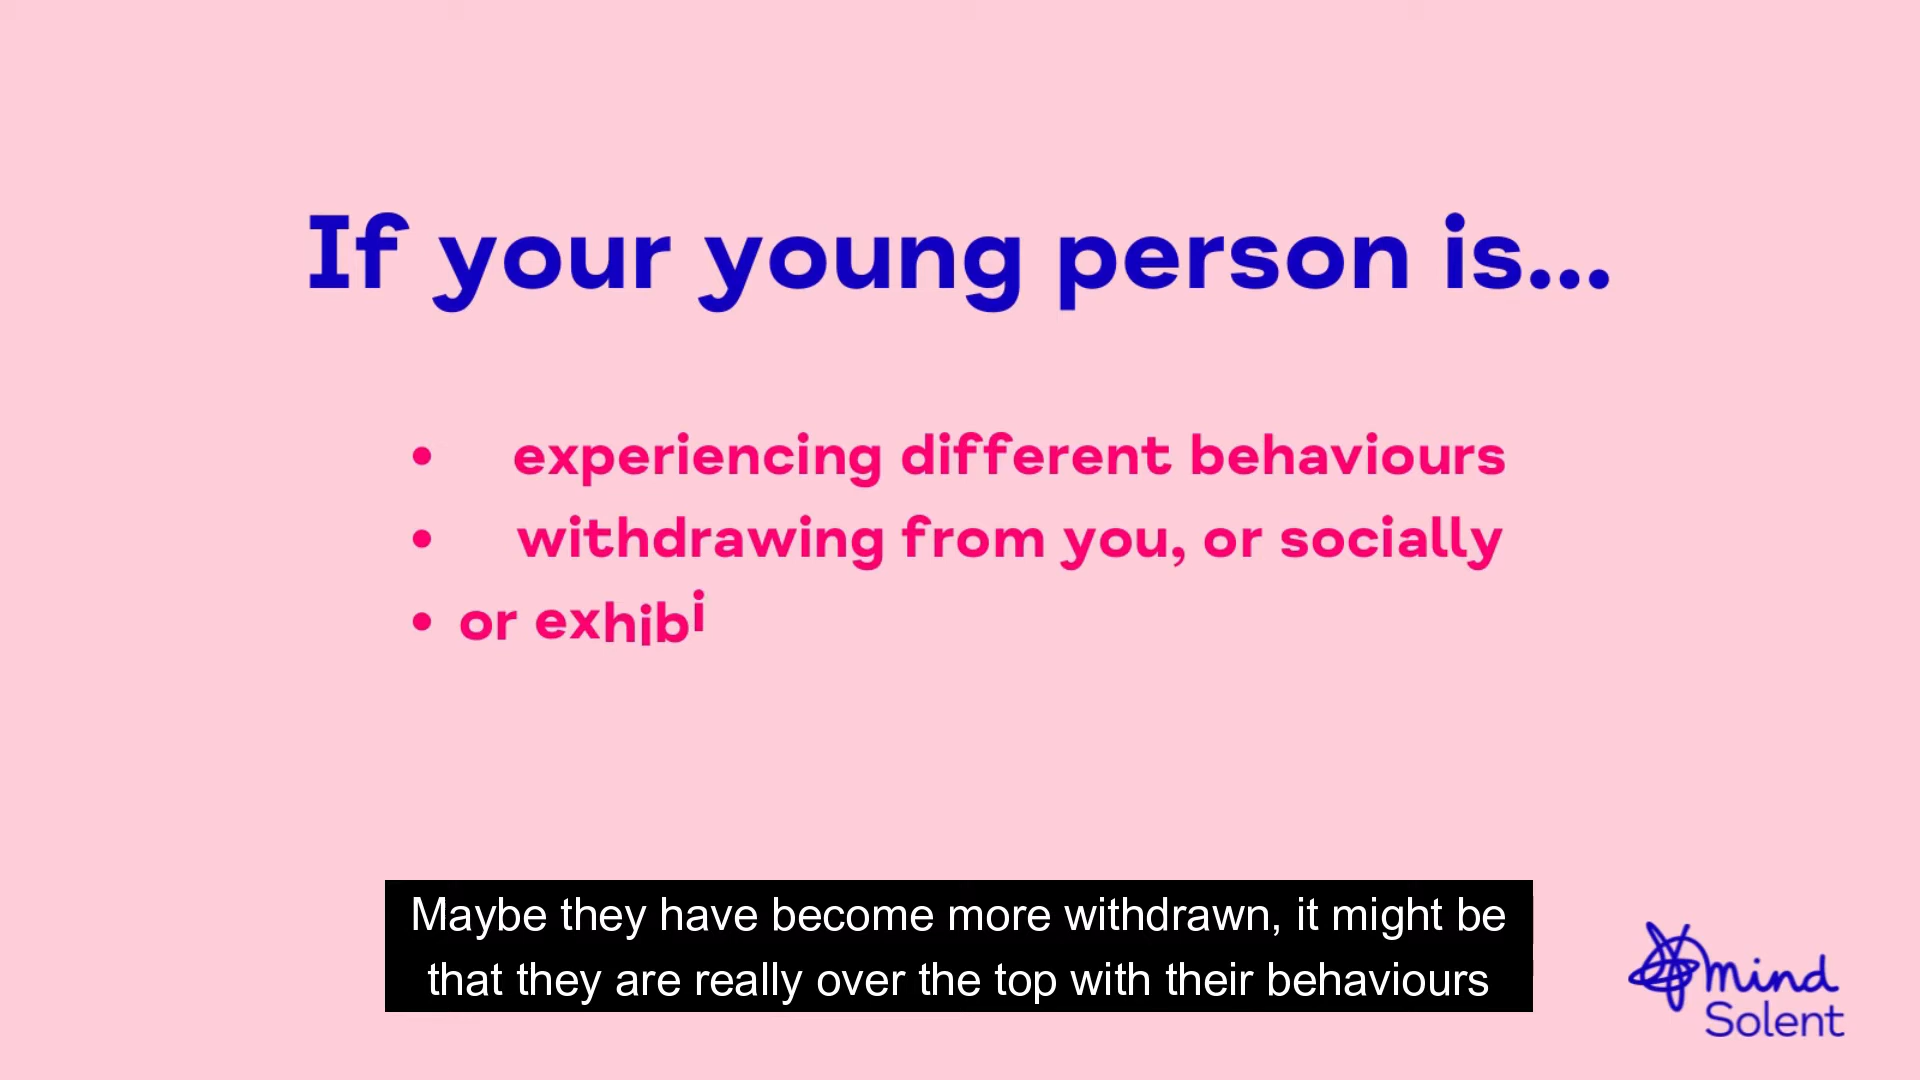 If your young person is...
• experiencing different behaviours
• withdrawing from you, or socially
• or exhibi
Maybe they have become more withdrawn, it might be
that they are really over the top with their behaviours
mind
Solent